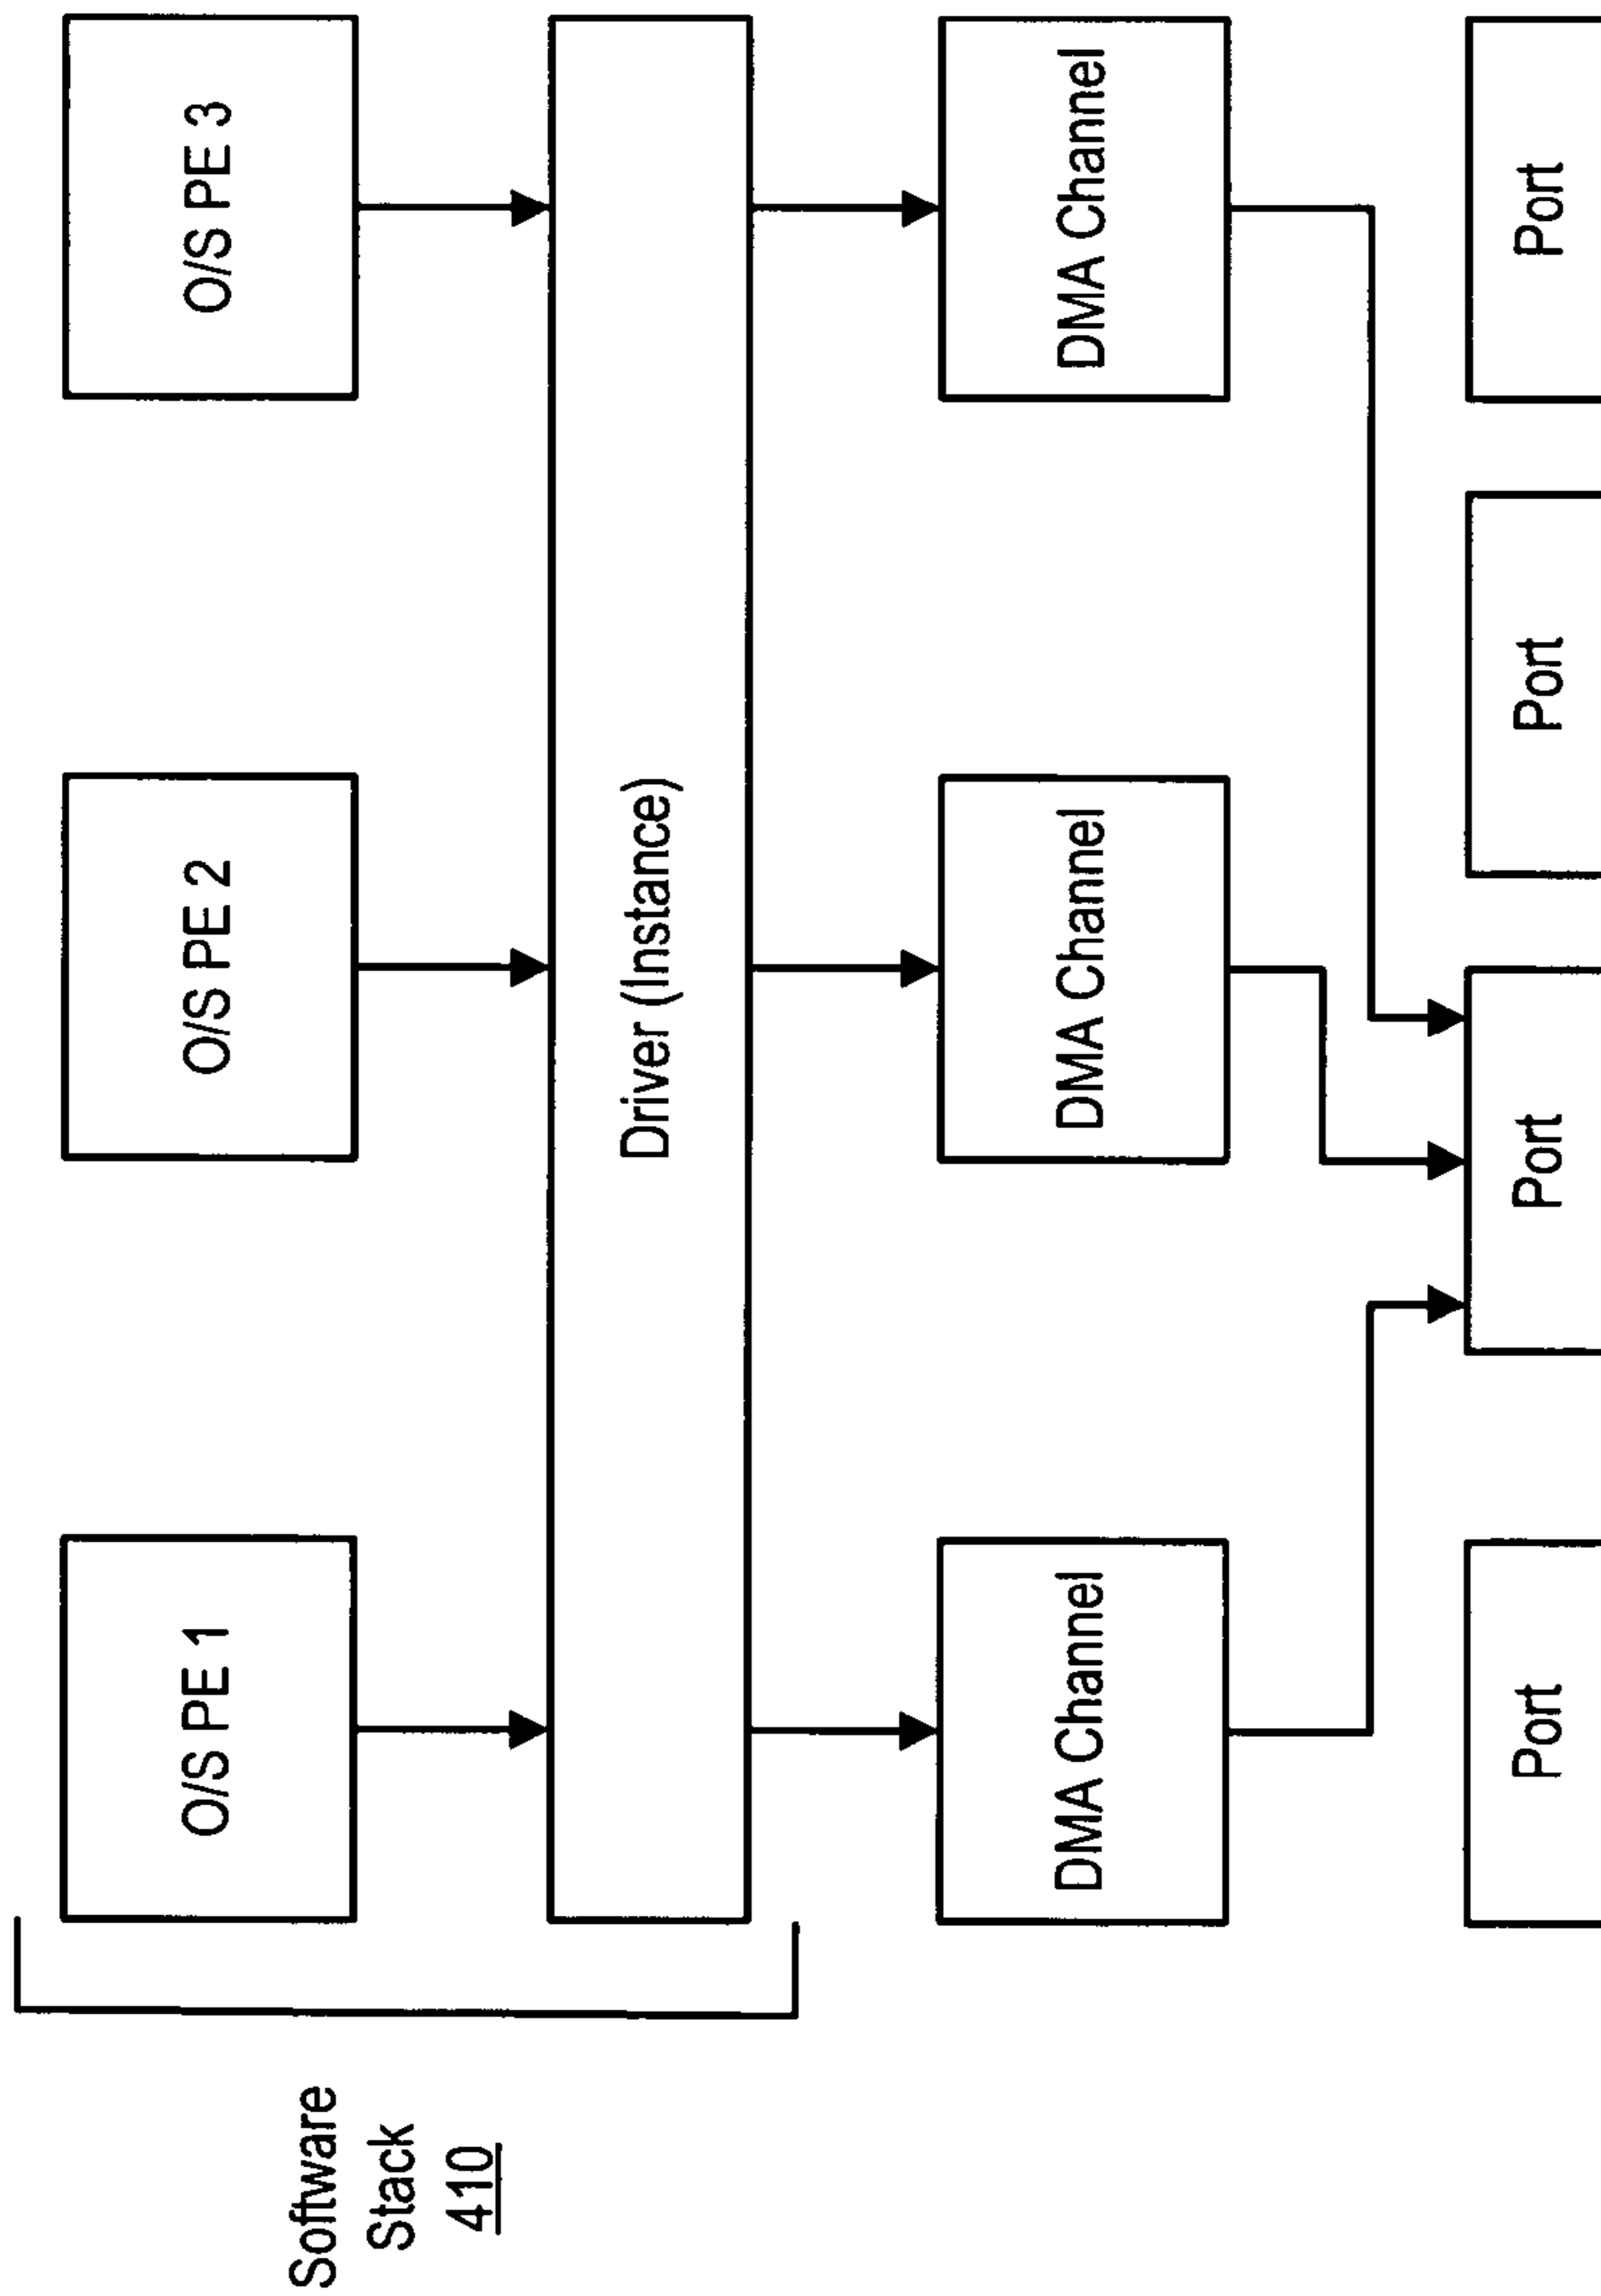 O/S PE 1
O/S PE 2
O/S PE 3
Software
Stack
410
Driver (Instance)
DMA Channel
DMA Channel
DMA Channel
Port
Port
Port
Port